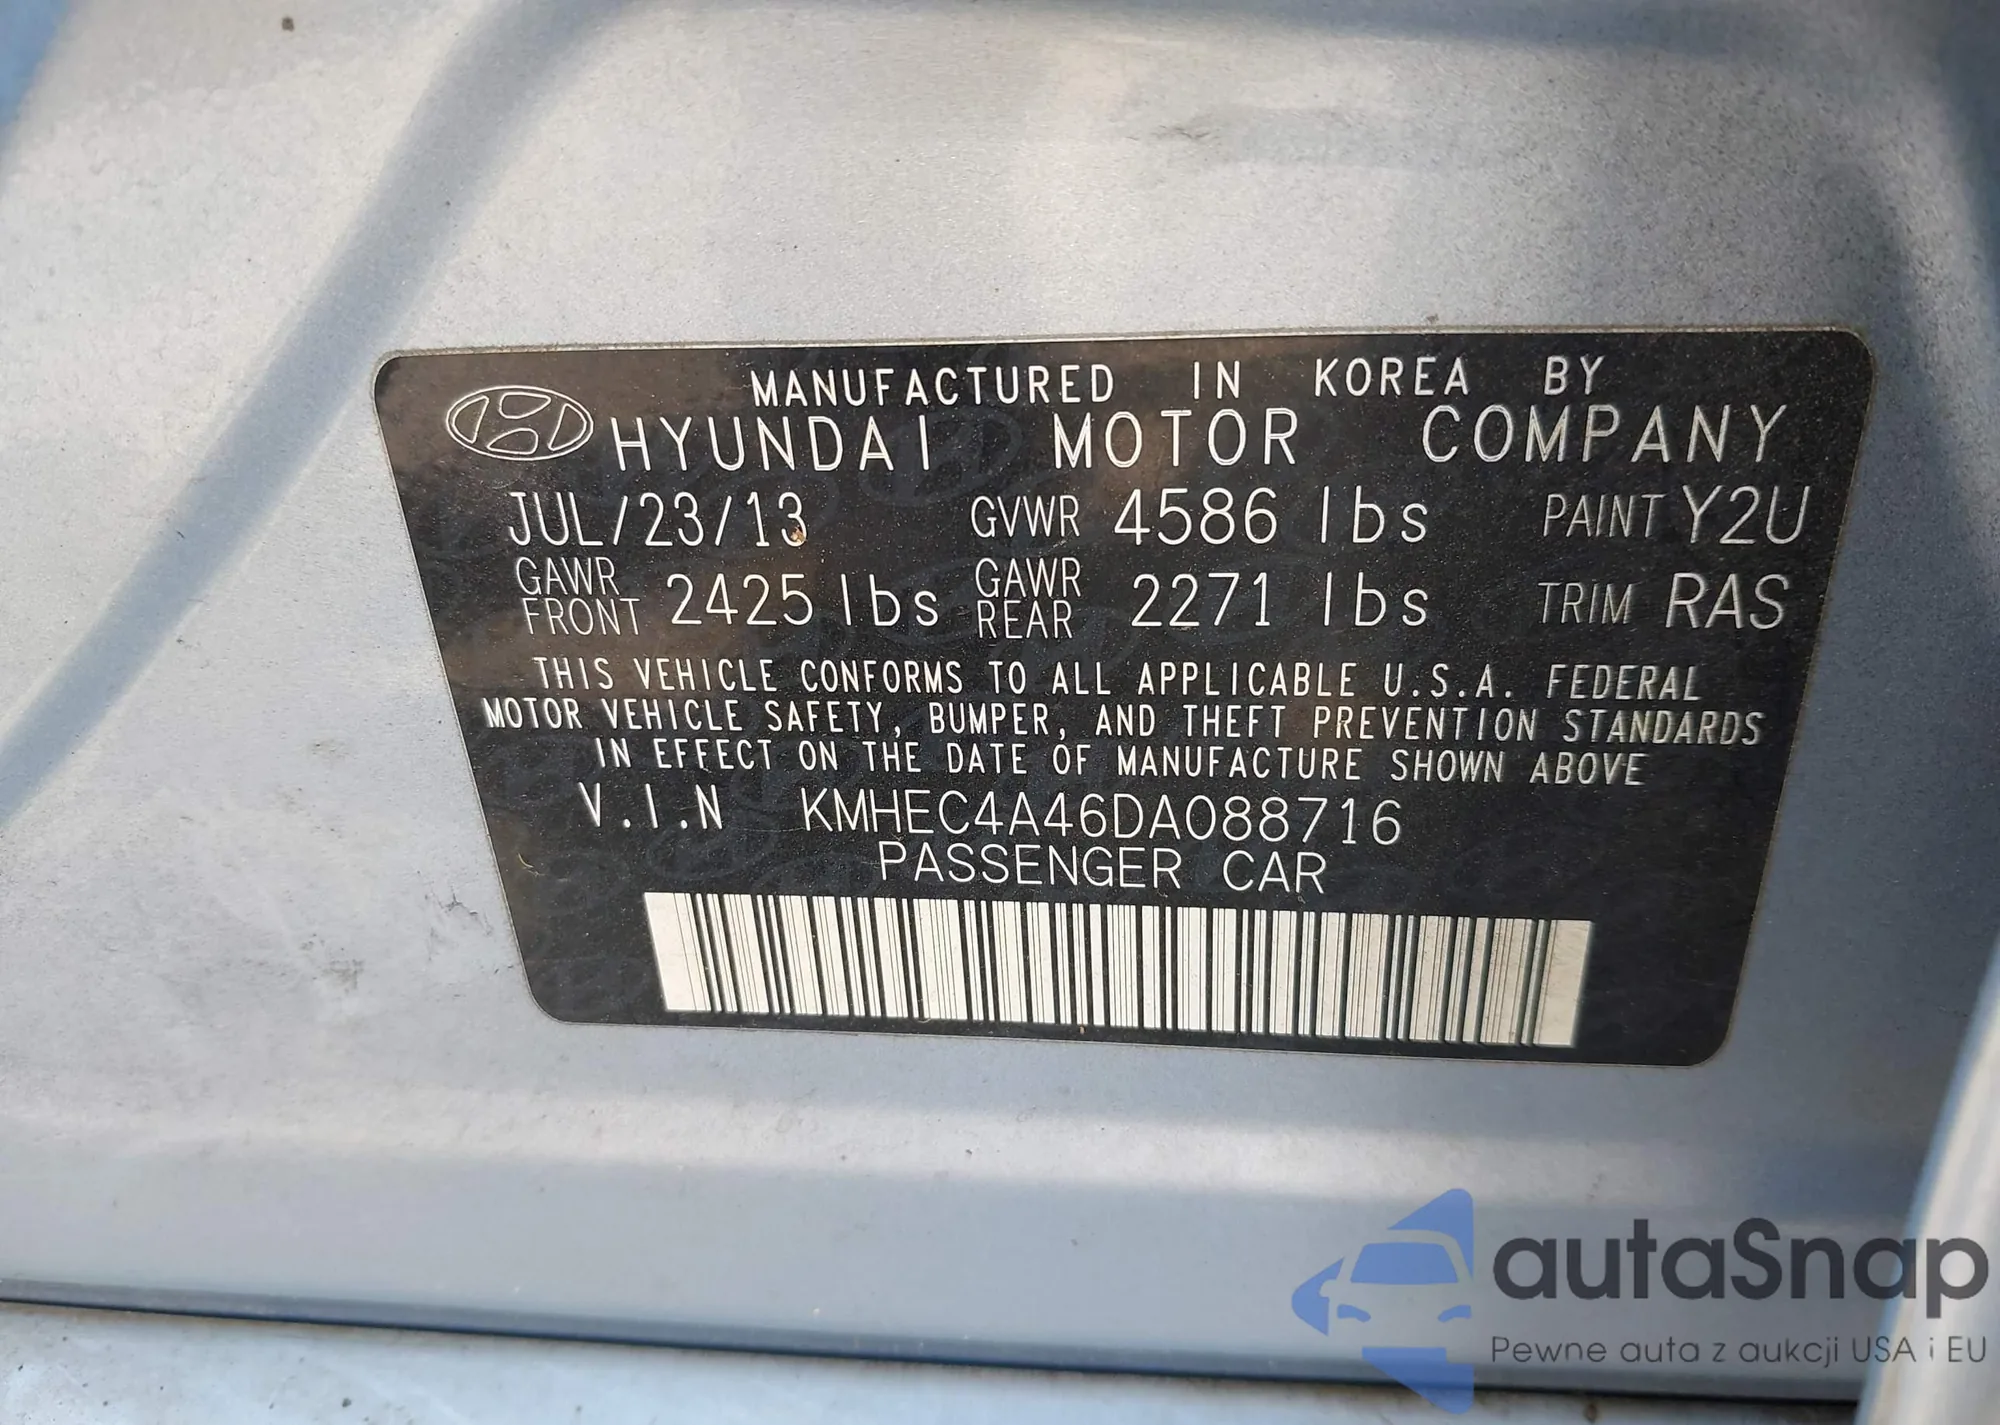 MANUFACTURED IN KOREA BY
HYUNDAI MOTOR COMPANY
JUL/23/13 GVWR 4586 lbs PAINT Y2U
GAWR FRONT 2425 lbs GAWR REAR 2271 lbs TRIM RAS
THIS VEHICLE CONFORMS TO ALL APPLICABLE U.S.A. FEDERAL
MOTOR VEHICLE SAFETY, BUMPER, AND THEFT PREVENTION STANDARDS
IN EFFECT ON THE DATE OF MANUFACTURE SHOWN ABOVE
V.I.N KMHEC4A46DA088716
PASSENGER CAR
autaSnap
Pewne auta z aukcji USA i EU